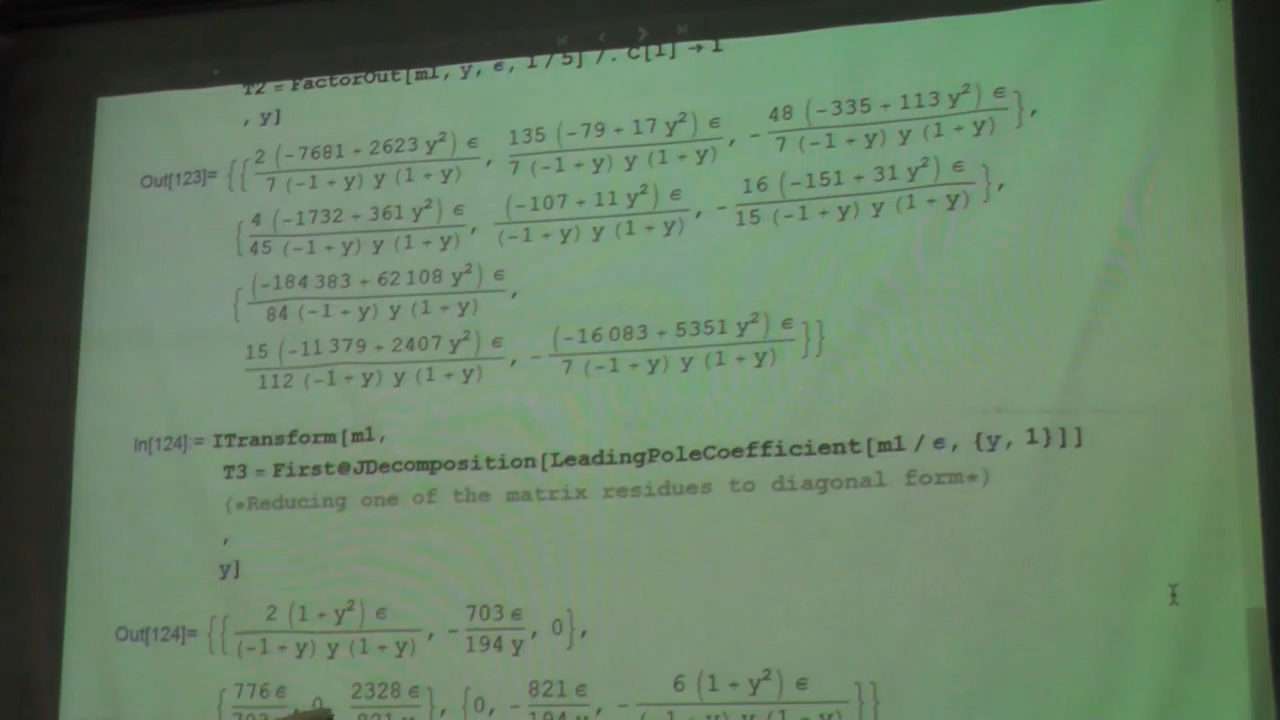 T2 = FactorOut[m1, y, ϵ, 1/5] /. C[1] → 1
, y]
Out[123]= {{2 (-7681 + 2623 y²) ϵ / 7 (-1 + y) y (1 + y), 135 (-79 + 17 y²) ϵ / 7 (-1 + y) y (1 + y), - 48 (-335 + 113 y²) ϵ / 7 (-1 + y) y (1 + y)},
{4 (-1732 + 361 y²) ϵ / 45 (-1 + y) y (1 + y), (-107 + 11 y²) ϵ / (-1 + y) y (1 + y), - 16 (-151 + 31 y²) ϵ / 15 (-1 + y) y (1 + y)},
{(-184 383 + 62 108 y²) ϵ / 84 (-1 + y) y (1 + y),
15 (-11 379 + 2407 y²) ϵ / 112 (-1 + y) y (1 + y), - (-16 083 + 5351 y²) ϵ / 7 (-1 + y) y (1 + y)}}
In[124]:= ITransform[m1,
T3 = First@JDecomposition[LeadingPoleCoefficient[m1 / ϵ, {y, 1}]]
(*Reducing one of the matrix residues to diagonal form*)
,
y]
Out[124]= {{2 (1 + y²) ϵ / (-1 + y) y (1 + y), - 703 ϵ / 194 y, 0},
{776 ϵ, 0, 2328 ϵ}, {0, - 821 ϵ / 194 y, - 6 (1 + y²) ϵ / (-1 + y) y (1 + y)}}